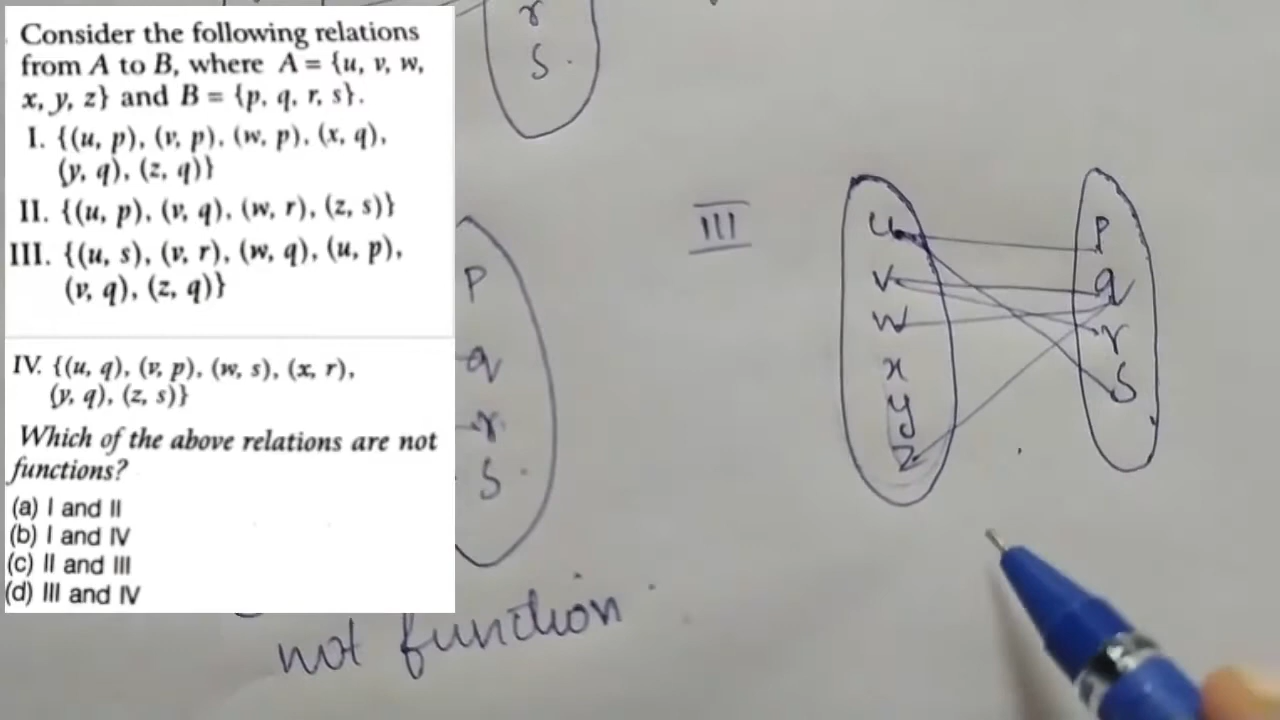 Consider the following relations
from A to B, where A = {u, v, w,
x, y, z} and B = {p, q, r, s}.
I. {(u, p), (v, p), (w, p), (x, q),
(y, q), (z, q)}
II. {(u, p), (v, q), (w, r), (z, s)}
III. {(u, s), (v, r), (w, q), (u, p),
(v, q), (z, q)}
IV. {(u, q), (v, p), (w, s), (x, r),
(y, q), (z, s)}
Which of the above relations are not
functions?
(a) I and II
(b) I and IV
(c) II and III
(d) III and IV
r
S
p
q
r
S
not function
III
u
v
w
x
y
z
P
q
r
S